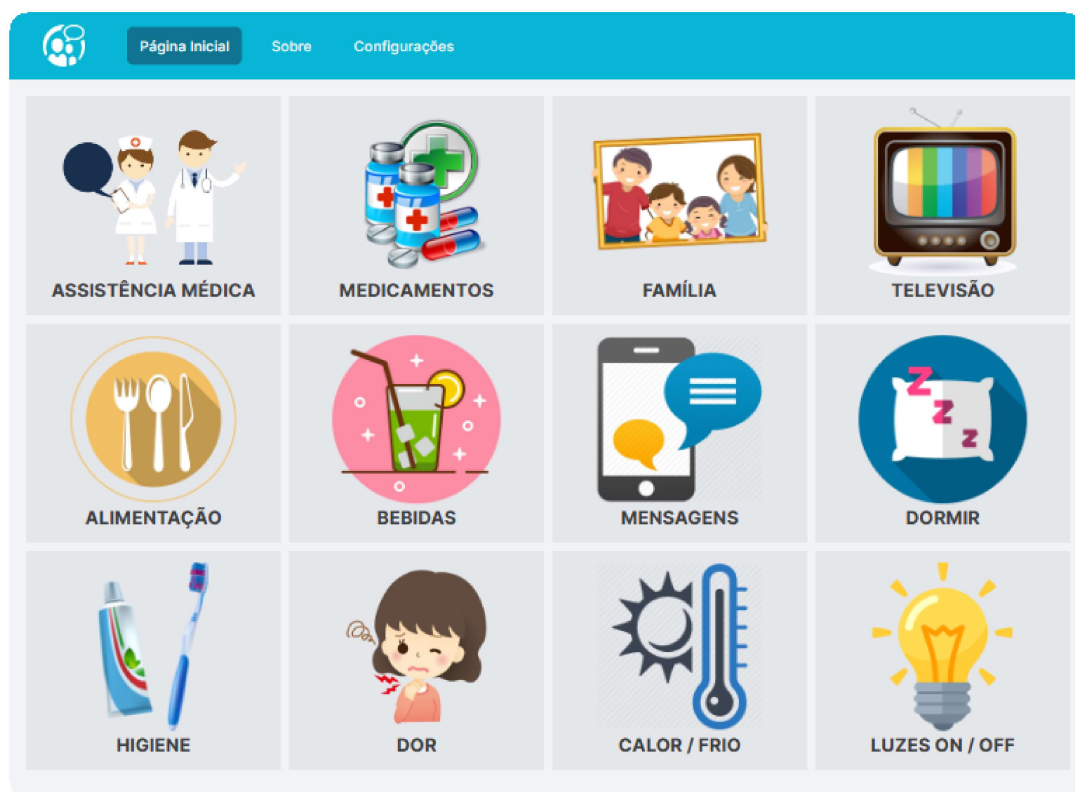 Página Inicial Sobre Configurações
ASSISTÊNCIA MÉDICA MEDICAMENTOS FAMÍLIA TELEVISÃO
Z
Z
Z
ALIMENTAÇÃO BEBIDAS MENSAGENS DORMIR
HIGIENE DOR CALOR / FRIO LUZES ON / OFF